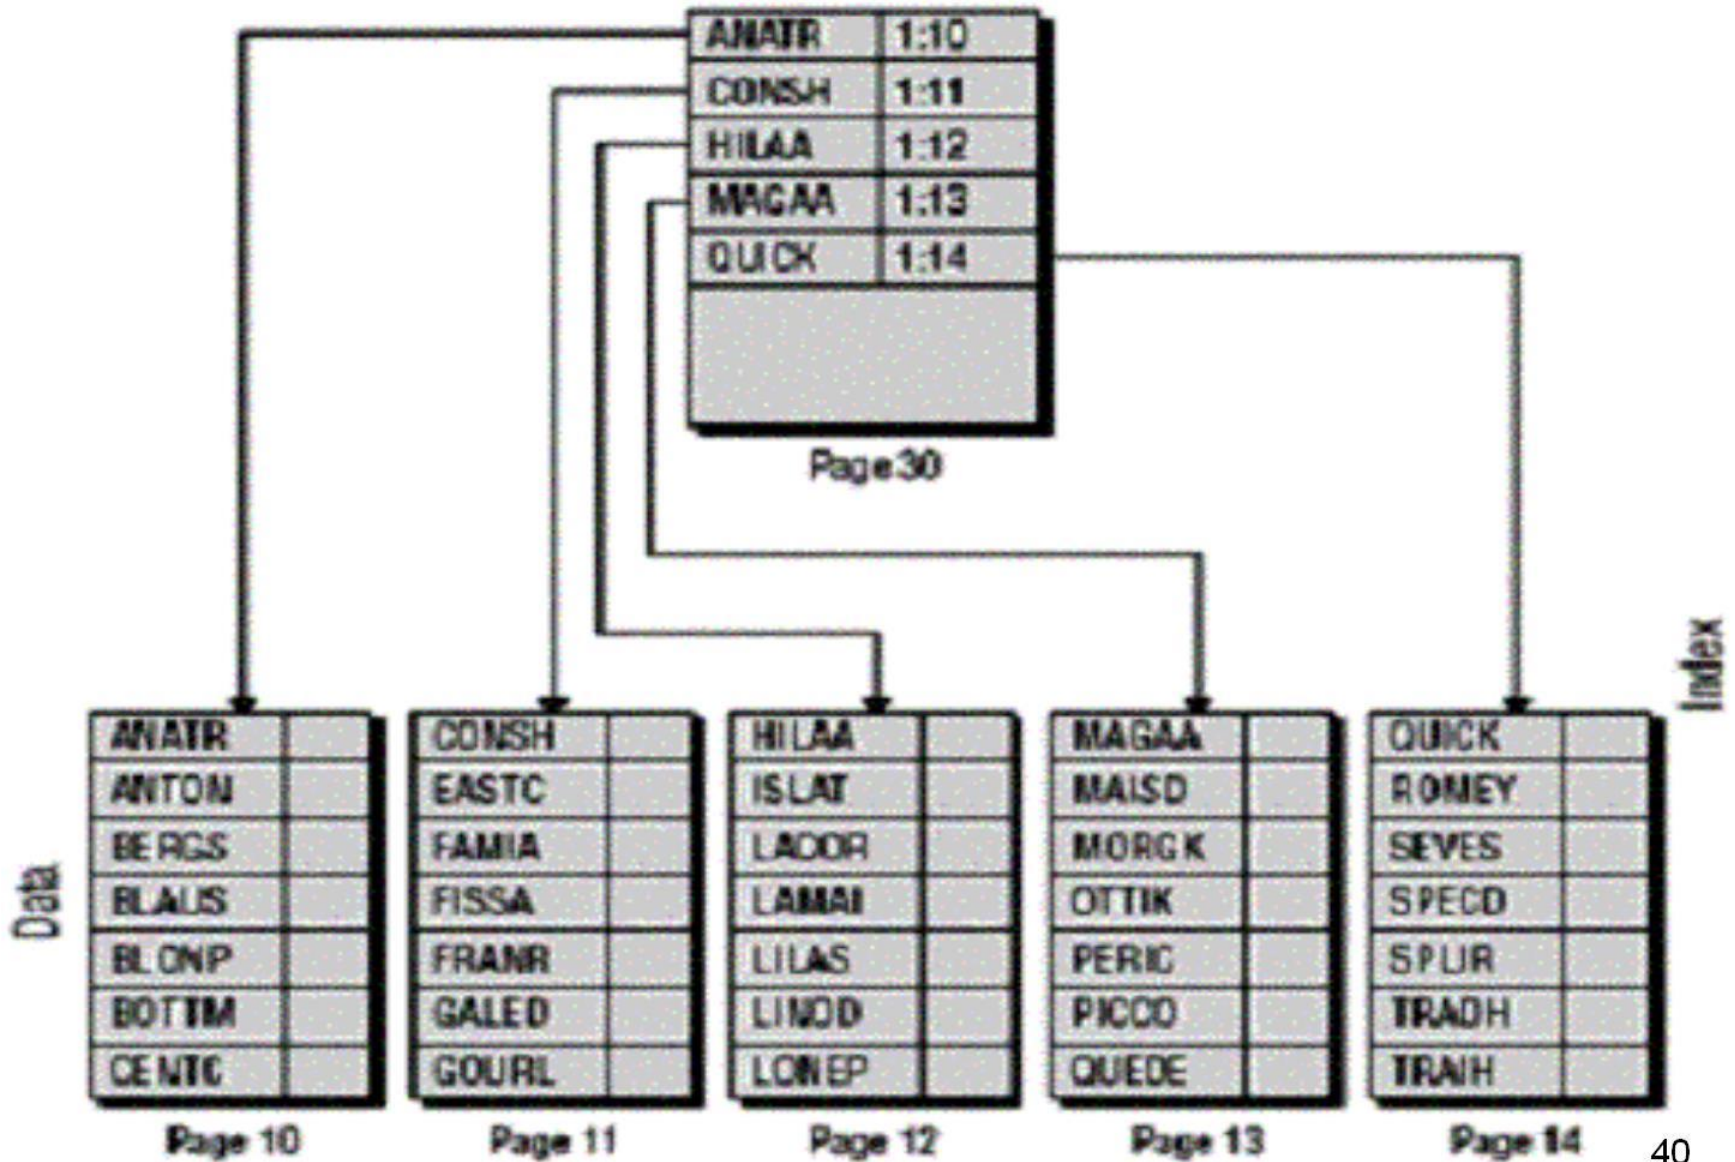 ANATR 1:10
CONSH 1:11
HILAA 1:12
MAGAA 1:13
QUICK 1:14
Page 30
Index
Data
ANATR CONSH HILAA MAGAA QUICK
ANTON EASTC ISLAT MAISD ROMEY
BERGS FAMIA LACOR MORGK SEVES
BLAUS FISSA LAMAI OTTIK SPECD
BLONP FRANR LILAS PERIC SPLIR
BOTTM GALED LINOD PICCO TRADH
CENTC GOURL LONEP QUEDE TRAIH
Page 10 Page 11 Page 12 Page 13 Page 14
40